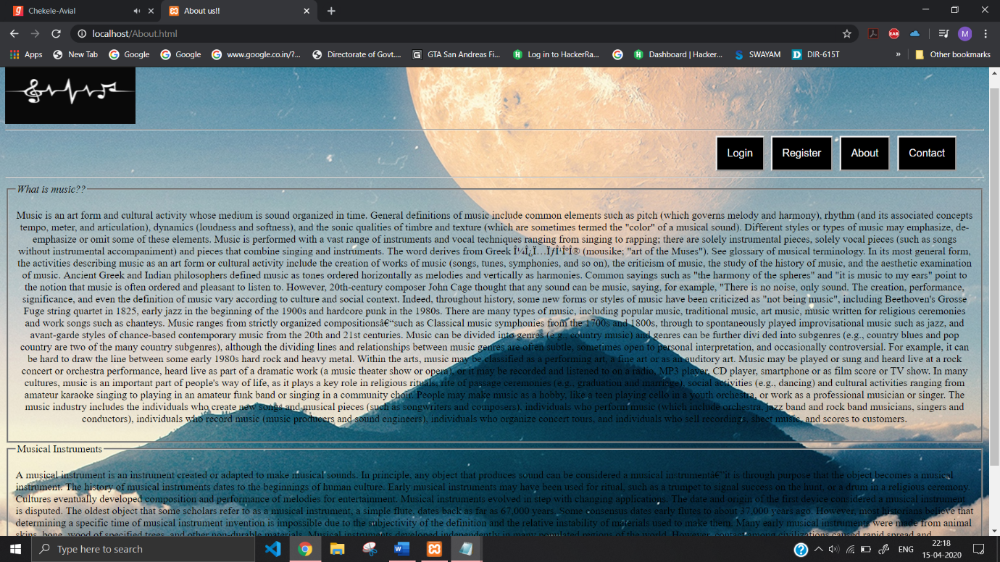 Chekele-Avial
About us!!
localhost/About.html
Apps
New Tab
Google
Google
www.google.co.in/?...
Directorate of Govt....
GTA San Andreas Fi...
Log in to HackerRa...
Dashboard | Hacker...
SWAYAM
DIR-615T
»
Other bookmarks
Login
Register
About
Contact
What is music??
Music is an art form and cultural activity whose medium is sound organized in time. General definitions of music include common elements such as pitch (which governs melody and harmony), rhythm (and its associated concepts
tempo, meter, and articulation), dynamics (loudness and softness), and the sonic qualities of timbre and texture (which are sometimes termed the "color" of a musical sound). Different styles or types of music may emphasize, de-
emphasize or omit some of these elements. Music is performed with a vast range of instruments and vocal techniques ranging from singing to rapping; there are solely instrumental pieces, solely vocal pieces (such as songs
without instrumental accompaniment) and pieces that combine singing and instruments. The word derives from Greek Î¼Î¿Ï…ÏƒÎ¹ÎºÎ® (mousike; "art of the Muses"). See glossary of musical terminology. In its most general form,
the activities describing music as an art form or cultural activity include the creation of works of music (songs, tunes, symphonies, and so on), the criticism of music, the study of the history of music, and the aesthetic examination
of music. Ancient Greek and Indian philosophers defined music as tones ordered horizontally as melodies and vertically as harmonies. Common sayings such as "the harmony of the spheres" and "it is music to my ears" point to
the notion that music is often ordered and pleasant to listen to. However, 20th-century composer John Cage thought that any sound can be music, saying, for example, "There is no noise, only sound. The creation, performance,
significance, and even the definition of music vary according to culture and social context. Indeed, throughout history, some new forms or styles of music have been criticized as "not being music", including Beethoven's Grosse
Fuge string quartet in 1825, early jazz in the beginning of the 1900s and hardcore punk in the 1980s. There are many types of music, including popular music, traditional music, art music, music written for religious ceremonies
and work songs such as chanteys. Music ranges from strictly organized compositionsâ€“such as Classical music symphonies from the 1700s and 1800s, through to spontaneously played improvisational music such as jazz, and
avant-garde styles of chance-based contemporary music from the 20th and 21st centuries. Music can be divided into genres (e.g., country music) and genres can be further divi ded into subgenres (e.g., country blues and pop
country are two of the many country subgenres), although the dividing lines and relationships between music genres are often subtle, sometimes open to personal interpretation, and occasionally controversial. For example, it can
be hard to draw the line between some early 1980s hard rock and heavy metal. Within the arts, music may be classified as a performing art, a fine art or as an auditory art. Music may be played or sung and heard live at a rock
concert or orchestra performance, heard live as part of a dramatic work (a music theater show or opera), or it may be recorded and listened to on a radio, MP3 player, CD player, smartphone or as film score or TV show. In many
cultures, music is an important part of people's way of life, as it plays a key role in religious rituals, rite of passage ceremonies (e.g., graduation and marriage), social activities (e.g., dancing) and cultural activities ranging from
amateur karaoke singing to playing in an amateur funk band or singing in a community choir. People may make music as a hobby, like a teen playing cello in a youth orchestra, or work as a professional musician or singer. The
music industry includes the individuals who create new songs and musical pieces (such as songwriters and composers), individuals who perform music (which include orchestra, jazz band and rock band musicians, singers and
conductors), individuals who record music (music producers and sound engineers), individuals who organize concert tours, and individuals who sell recordings, sheet music, and scores to customers.
Musical Instruments
A musical instrument is an instrument created or adapted to make musical sounds. In principle, any object that produces sound can be considered a musical instrumentâ€”it is through purpose that the object becomes a musical
instrument. The history of musical instruments dates to the beginnings of human culture. Early musical instruments may have been used for ritual, such as a trumpet to signal success on the hunt, or a drum in a religious ceremony.
Cultures eventually developed composition and performance of melodies for entertainment. Musical instruments evolved in step with changing applications. The date and origin of the first device considered a musical instrument
is disputed. The oldest object that some scholars refer to as a musical instrument, a simple flute, dates back as far as 67,000 years. Some consensus dates early flutes to about 37,000 years ago. However, most historians believe that
determining a specific time of musical instrument invention is impossible due to the subjectivity of the definition and the relative instability of materials used to make them. Many early musical instruments were made from animal
skins, bone, wood of specified trees, and other non-durable materials. Musical instruments developed independently in many populated regions of the world. However, contact among civilizations caused rapid spread and
Type here to search
ENG
22:18
15-04-2020